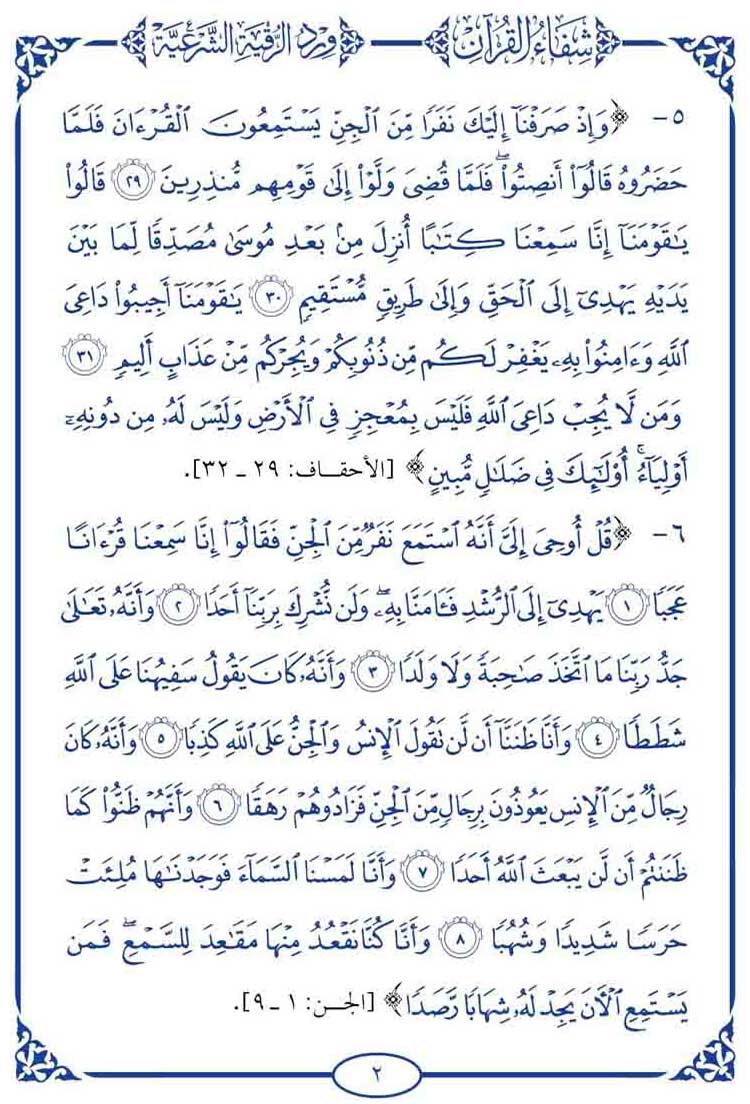 شِفَاءُ القُرْآن
وِرْدُ الرُّقْيَةِ الشَّرْعِيَّة
٥- ﴿وَإِذْ صَرَفْنَآ إِلَيْكَ نَفَرًا مِّنَ ٱلْجِنِّ يَسْتَمِعُونَ ٱلْقُرْءَانَ فَلَمَّا
حَضَرُوهُ قَالُوٓا۟ أَنصِتُوا۟ۖ فَلَمَّا قُضِىَ وَلَّوْا۟ إِلَىٰ قَوْمِهِم مُّنذِرِينَ ۝٢٩ قَالُوا۟
يَـٰقَوْمَنَآ إِنَّا سَمِعْنَا كِتَـٰبًا أُنزِلَ مِنۢ بَعْدِ مُوسَىٰ مُصَدِّقًا لِّمَا بَيْنَ
يَدَيْهِ يَهْدِىٓ إِلَى ٱلْحَقِّ وَإِلَىٰ طَرِيقٍ مُّسْتَقِيمٍ ۝٣٠ يَـٰقَوْمَنَآ أَجِيبُوا۟ دَاعِىَ
ٱللَّهِ وَءَامِنُوا۟ بِهِۦ يَغْفِرْ لَكُم مِّن ذُنُوبِكُمْ وَيُجِرْكُم مِّنْ عَذَابٍ أَلِيمٍ ۝٣١
وَمَن لَّا يُجِبْ دَاعِىَ ٱللَّهِ فَلَيْسَ بِمُعْجِزٍ فِى ٱلْأَرْضِ وَلَيْسَ لَهُۥ مِن دُونِهِۦٓ
أَوْلِيَآءُۚ أُو۟لَـٰٓئِكَ فِى ضَلَـٰلٍ مُّبِينٍ﴾ [الأحقاف: ٢٩ ـ ٣٢].
٦- ﴿قُلْ أُوحِىَ إِلَىَّ أَنَّهُ ٱسْتَمَعَ نَفَرٌ مِّنَ ٱلْجِنِّ فَقَالُوٓا۟ إِنَّا سَمِعْنَا قُرْءَانًا
عَجَبًا ۝١ يَهْدِىٓ إِلَى ٱلرُّشْدِ فَـَٔامَنَّا بِهِۦۖ وَلَن نُّشْرِكَ بِرَبِّنَآ أَحَدًا ۝٢ وَأَنَّهُۥ تَعَـٰلَىٰ
جَدُّ رَبِّنَا مَا ٱتَّخَذَ صَـٰحِبَةً وَلَا وَلَدًا ۝٣ وَأَنَّهُۥ كَانَ يَقُولُ سَفِيهُنَا عَلَى ٱللَّهِ
شَطَطًا ۝٤ وَأَنَّا ظَنَنَّآ أَن لَّن تَقُولَ ٱلْإِنسُ وَٱلْجِنُّ عَلَى ٱللَّهِ كَذِبًا ۝٥ وَأَنَّهُۥ كَانَ
رِجَالٌ مِّنَ ٱلْإِنسِ يَعُوذُونَ بِرِجَالٍ مِّنَ ٱلْجِنِّ فَزَادُوهُمْ رَهَقًا ۝٦ وَأَنَّهُمْ ظَنُّوا۟ كَمَا
ظَنَنتُمْ أَن لَّن يَبْعَثَ ٱللَّهُ أَحَدًا ۝٧ وَأَنَّا لَمَسْنَا ٱلسَّمَآءَ فَوَجَدْنَـٰهَا مُلِئَتْ
حَرَسًا شَدِيدًا وَشُهُبًا ۝٨ وَأَنَّا كُنَّا نَقْعُدُ مِنْهَا مَقَـٰعِدَ لِلسَّمْعِۖ فَمَن
يَسْتَمِعِ ٱلْـَٔانَ يَجِدْ لَهُۥ شِهَابًا رَّصَدًا﴾ [الجن: ١ ـ ٩].
٢